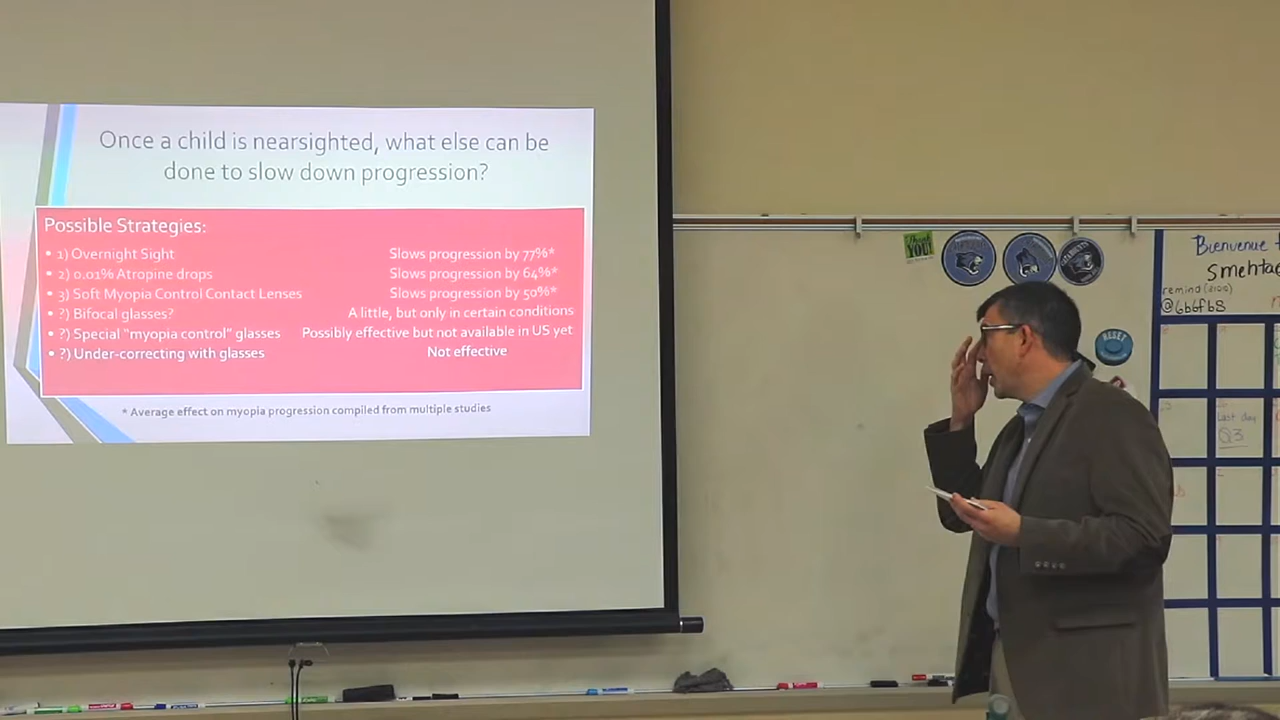 Once a child is nearsighted, what else can be
done to slow down progression?
Possible Strategies:
• 1) Overnight Sight Slows progression by 77%*
• 2) 0.01% Atropine drops Slows progression by 64%*
• 3) Soft Myopia Control Contact Lenses Slows progression by 50%*
• ?) Bifocal glasses? A little, but only in certain conditions
• ?) Special "myopia control" glasses Possibly effective but not available in US yet
• ?) Under-correcting with glasses Not effective
* Average effect on myopia progression compiled from multiple studies
THANK
YOU!
RESET
Bienvenue
Smehta
remind
@6b6fb8
Last day
Q3